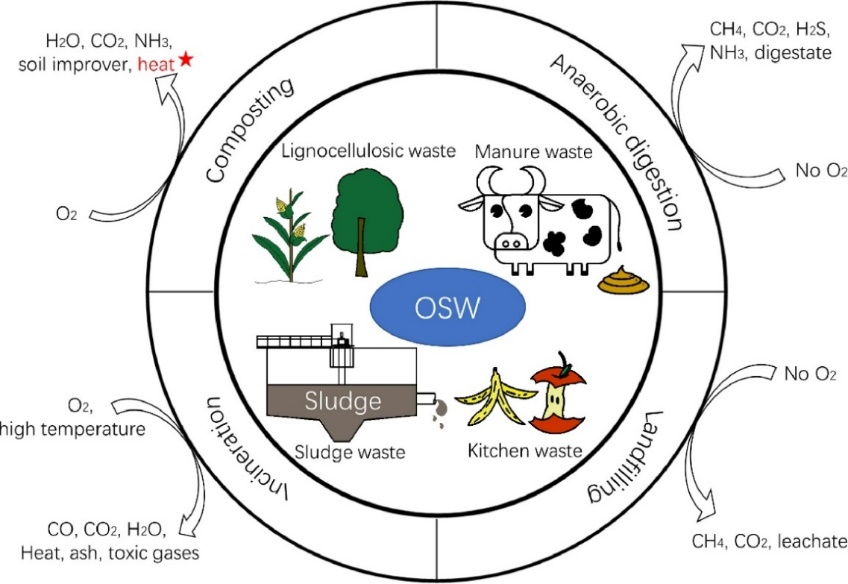 H2O, CO2, NH3,
soil improver, heat★
CH4, CO2, H2S,
NH3, digestate
Composting
Anaerobic digestion
O2
No O2
Lignocellulosic waste
Manure waste
OSW
Sludge
Sludge waste
Kitchen waste
O2,
high temperature
No O2
Incineration
Landfilling
CO, CO2, H2O,
Heat, ash, toxic gases
CH4, CO2, leachate